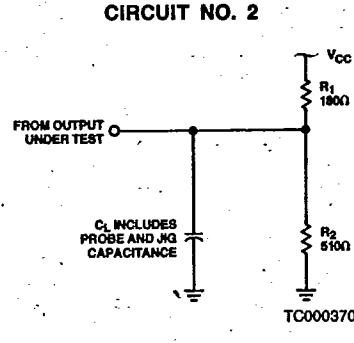 CIRCUIT NO. 2
VCC
R1
180Ω
FROM OUTPUT
UNDER TEST
CL INCLUDES
PROBE AND JIG
CAPACITANCE
R2
510Ω
TC000370